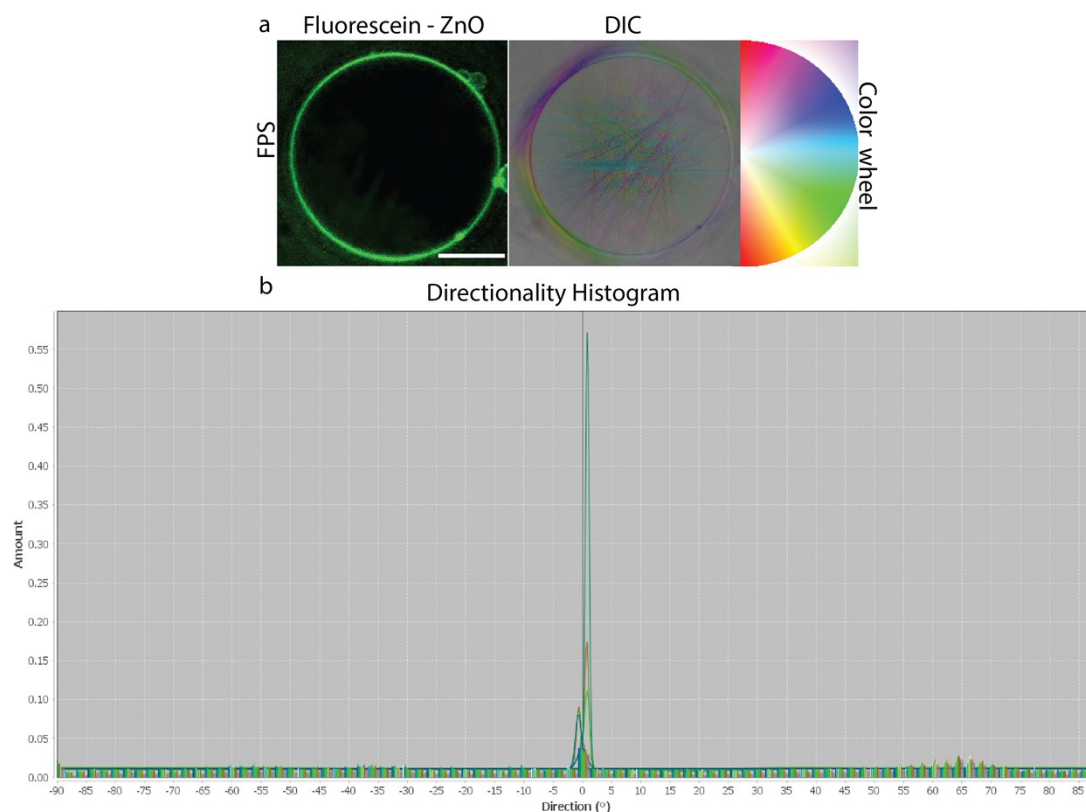 a
Fluorescein - ZnO
DIC
FPS
Color wheel
b
Directionality Histogram
Amount
0.55
0.50
0.45
0.40
0.35
0.30
0.25
0.20
0.15
0.10
0.05
0.00
-90 -85 -80 -75 -70 -65 -60 -55 -50 -45 -40 -35 -30 -25 -20 -15 -10 -5 0 5 10 15 20 25 30 35 40 45 50 55 60 65 70 75 80 85
Direction (º)